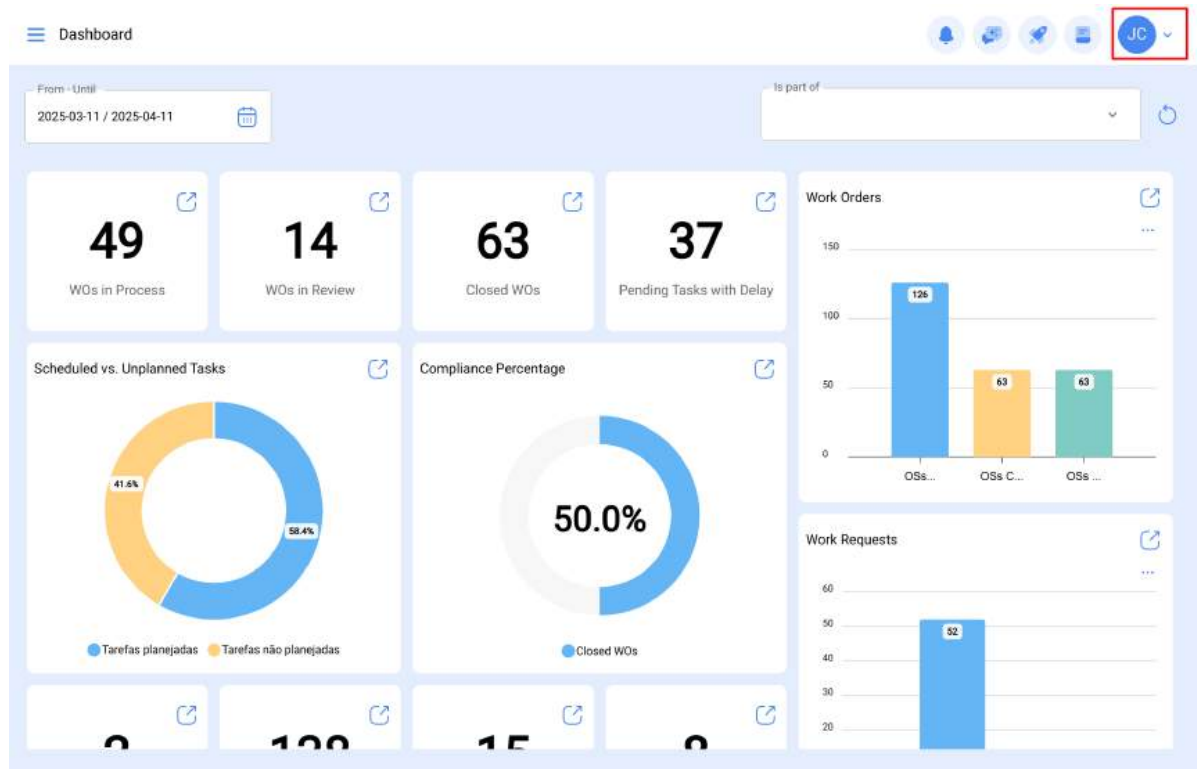 Dashboard
JC
From - Until
2025-03-11 / 2025-04-11
Is part of
49
WOs in Process
14
WOs in Review
63
Closed WOs
37
Pending Tasks with Delay
Work Orders
...
150
100
50
0
126
63
63
OSs...
OSs C...
OSs ...
Scheduled vs. Unplanned Tasks
41.6%
58.4%
Tarefas planejadas
Tarefas não planejadas
Compliance Percentage
50.0%
Closed WOs
Work Requests
...
60
50
40
30
20
52